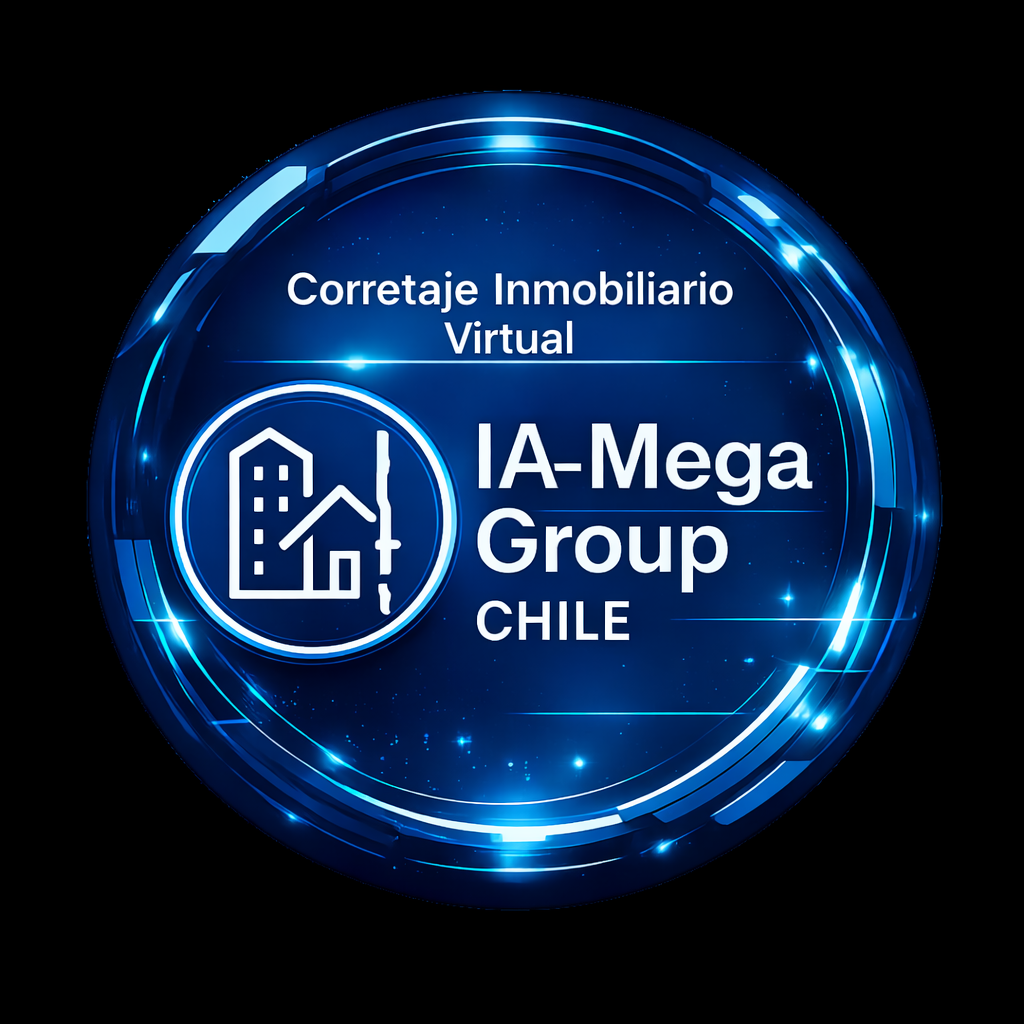 Corretaje Inmobiliario
Virtual
IA-Mega
Group
CHILE